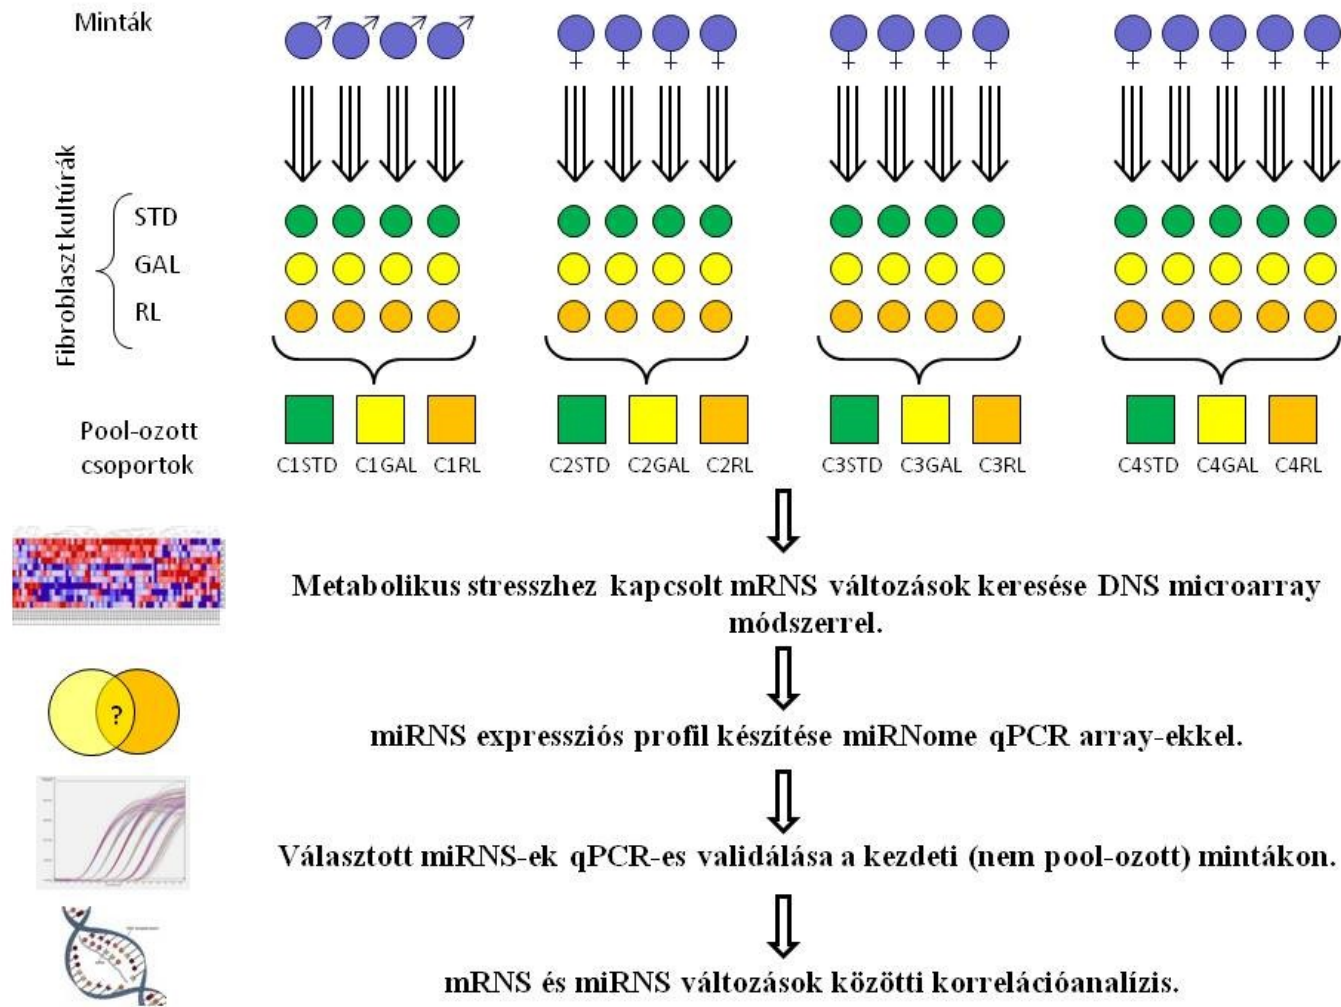 Minták
Fibroblaszt kultúrák
STD
GAL
RL
Pool-ozott
csoportok
C1STD C1GAL C1RL
C2STD C2GAL C2RL
C3STD C3GAL C3RL
C4STD C4GAL C4RL
Metabolikus stresszhez kapcsolt mRNS változások keresése DNS microarray
módszerrel.
?
miRNS expressziós profil készítése miRNome qPCR array-ekkel.
Választott miRNS-ek qPCR-es validálása a kezdeti (nem pool-ozott) mintákon.
mRNS és miRNS változások közötti korrelációanalízis.